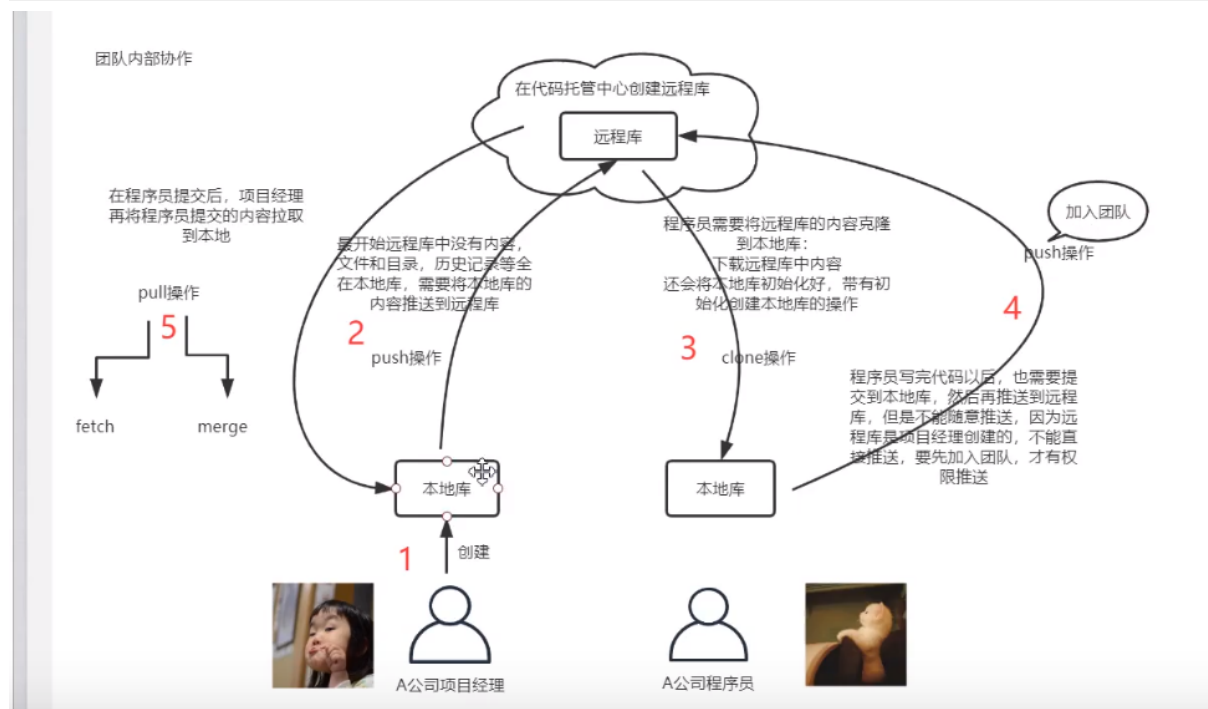 团队内部协作
在代码托管中心创建远程库
远程库
在程序员提交后，项目经理
再将程序员提交的内容拉取
到本地
pull操作
5
fetch
merge
最开始远程库中没有内容，
文件和目录，历史记录等全
在本地库，需要将本地库的
内容推送到远程库
2
push操作
程序员需要将远程库的内容克隆
到本地库：
下载远程库中内容
还会将本地库初始化好，带有初
始化创建本地库的操作
3
clone操作
加入团队
push操作
4
程序员写完代码以后，也需要提
交到本地库，然后再推送到远程
库，但是不能随意推送，因为远
程库是项目经理创建的，不能直
接推送，要先加入团队，才有权
限推送
本地库
本地库
1
创建
A公司项目经理
A公司程序员